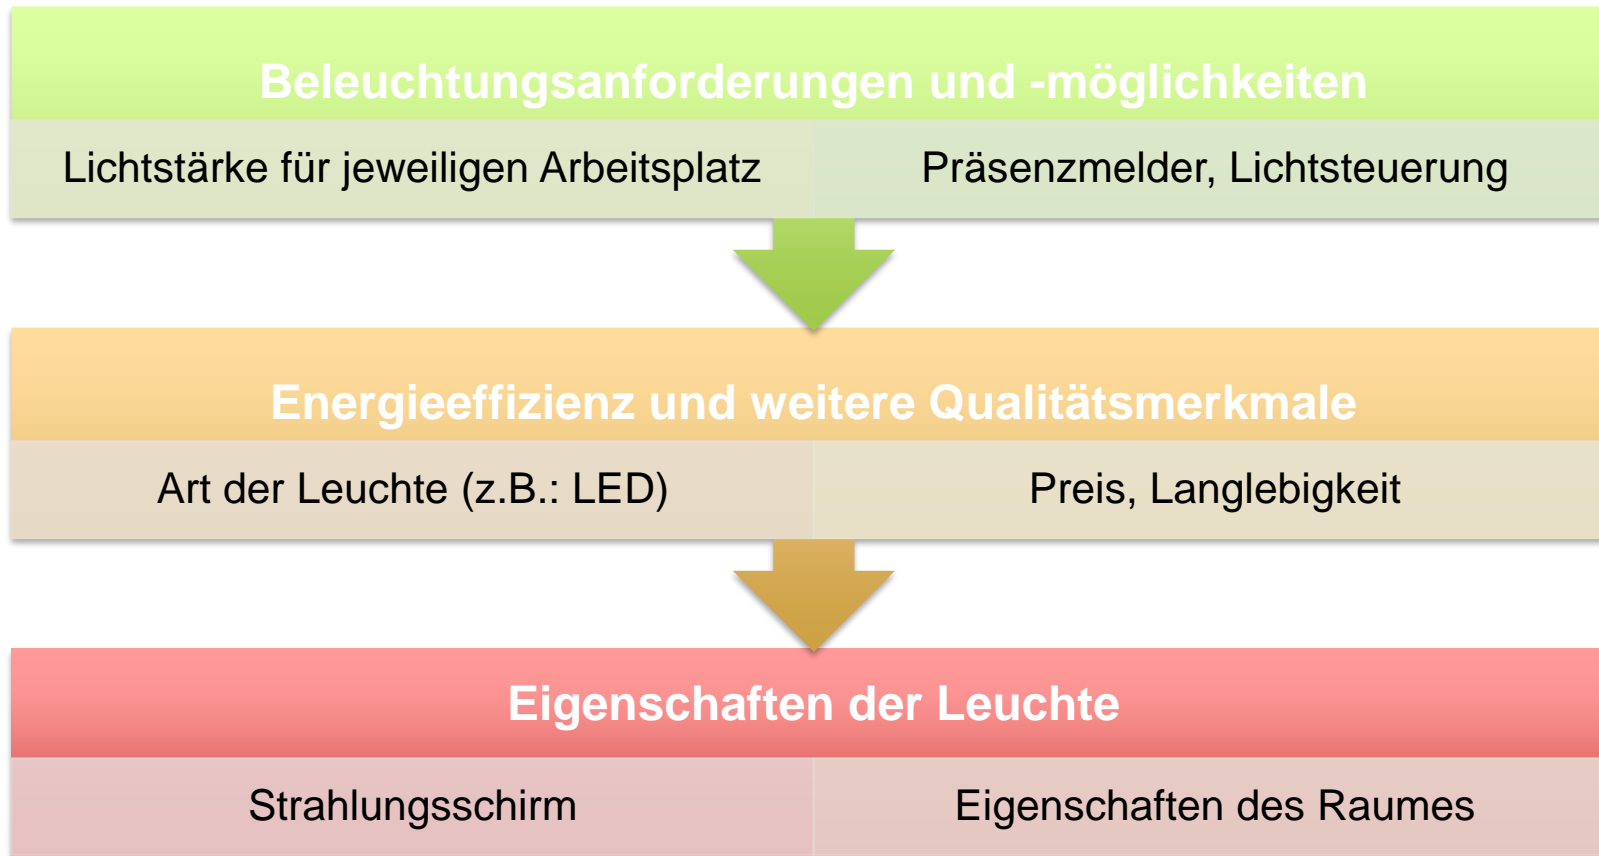 Beleuchtungsanforderungen und -möglichkeiten
Lichtstärke für jeweiligen Arbeitsplatz
Präsenzmelder, Lichtsteuerung
Energieeffizienz und weitere Qualitätsmerkmale
Art der Leuchte (z.B.: LED)
Preis, Langlebigkeit
Eigenschaften der Leuchte
Strahlungsschirm
Eigenschaften des Raumes